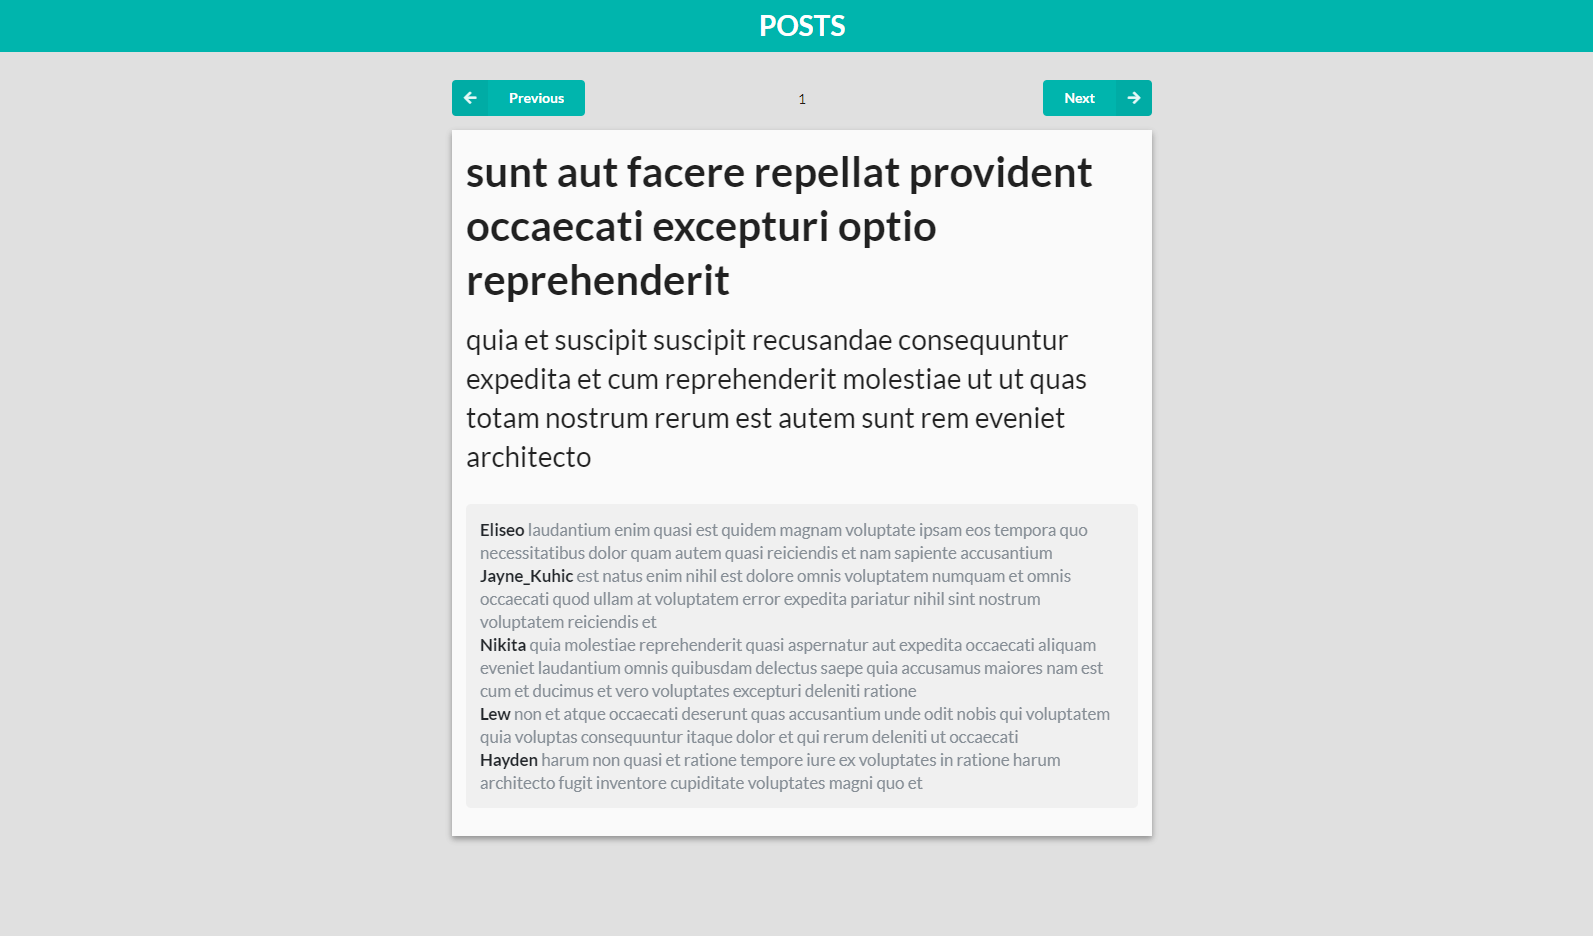 POSTS
Previous
1
Next
sunt aut facere repellat provident
occaecati excepturi optio
reprehenderit
quia et suscipit suscipit recusandae consequuntur
expedita et cum reprehenderit molestiae ut ut quas
totam nostrum rerum est autem sunt rem eveniet
architecto
Eliseo laudantium enim quasi est quidem magnam voluptate ipsam eos tempora quo
necessitatibus dolor quam autem quasi reiciendis et nam sapiente accusantium
Jayne_Kuhic est natus enim nihil est dolore omnis voluptatem numquam et omnis
occaecati quod ullam at voluptatem error expedita pariatur nihil sint nostrum
voluptatem reiciendis et
Nikita quia molestiae reprehenderit quasi aspernatur aut expedita occaecati aliquam
eveniet laudantium omnis quibusdam delectus saepe quia accusamus maiores nam est
cum et ducimus et vero voluptates excepturi deleniti ratione
Lew non et atque occaecati deserunt quas accusantium unde odit nobis qui voluptatem
quia voluptas consequuntur itaque dolor et qui rerum deleniti ut occaecati
Hayden harum non quasi et ratione tempore iure ex voluptates in ratione harum
architecto fugit inventore cupiditate voluptates magni quo et